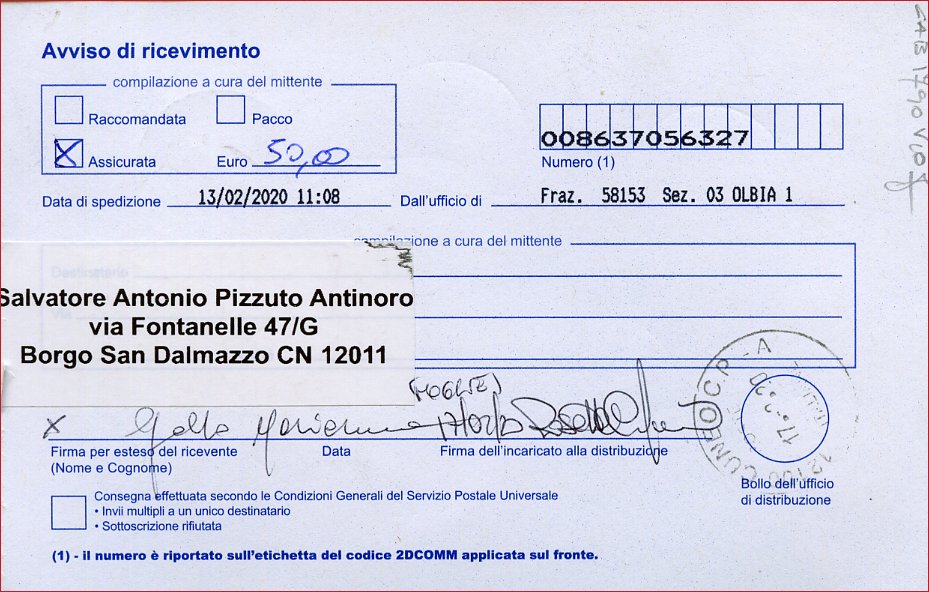 Avviso di ricevimento
compilazione a cura del mittente
Raccomandata Pacco
Assicurata Euro 50,00
008637056327
Numero (1)
Data di spedizione 13/02/2020 11:08 Dall'ufficio di Fraz. 58153 Sez. 03 OLBIA 1
compilazione a cura del mittente
Destinatario
Via
Salvatore Antonio Pizzuto Antinoro
via Fontanelle 47/G
Borgo San Dalmazzo CN 12011
(MOGLIE)
X
Firma per esteso del ricevente Data Firma dell'incaricato alla distribuzione
(Nome e Cognome)
CUNEO CP-A
12100
Bollo dell'ufficio
di distribuzione
Consegna effettuata secondo le Condizioni Generali del Servizio Postale Universale
• Invii multipli a un unico destinatario
• Sottoscrizione rifiutata
(1) - il numero è riportato sull'etichetta del codice 2DCOMM applicata sul fronte.